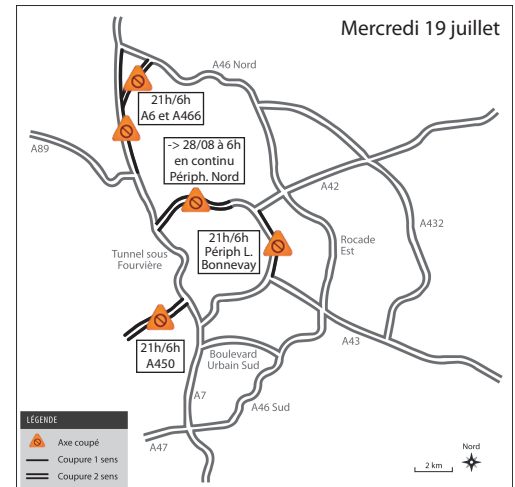 Mercredi 19 juillet
A46 Nord
21h/6h
A6 et A466
A89
-> 28/08 à 6h
en continu
Périph. Nord
A42
A432
Tunnel sous
Fourvière
21h/6h
Périph L.
Bonnevay
Rocade
Est
21h/6h
A450
Boulevard
Urbain Sud
A43
A7
A46 Sud
A47
LÉGENDE
Axe coupé
Coupure 1 sens
Coupure 2 sens
Nord
2 km